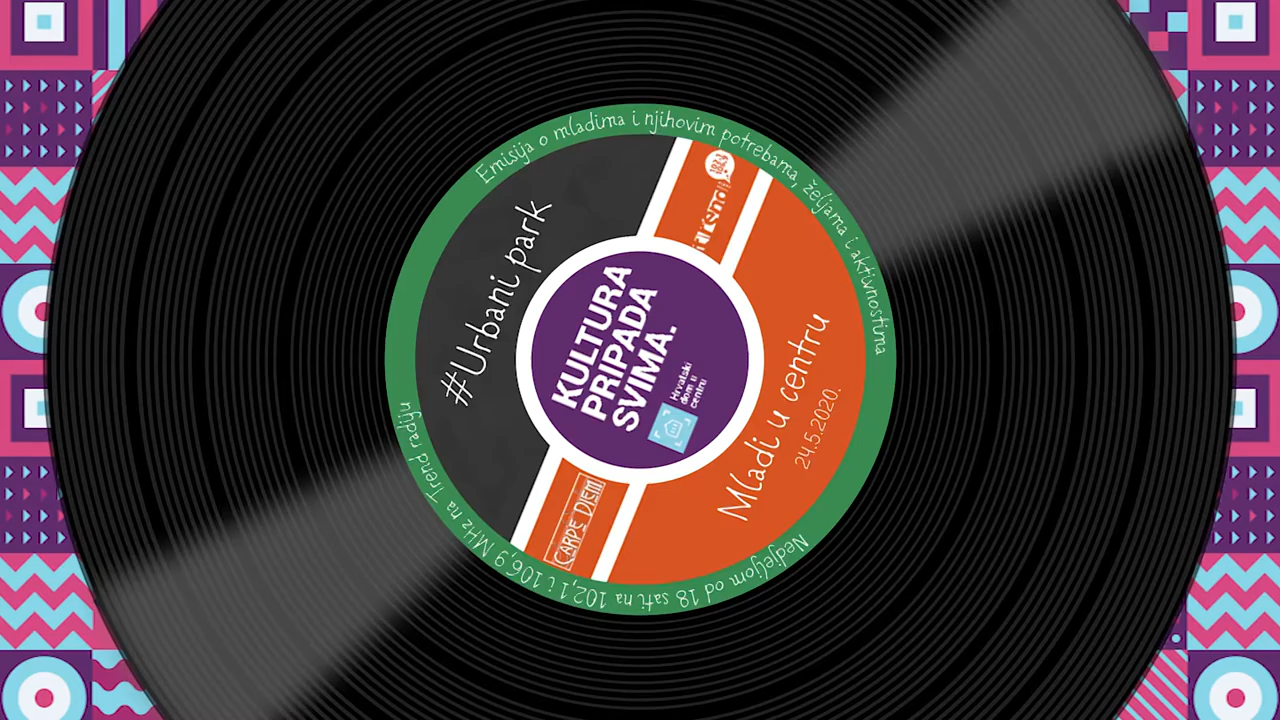 Emisija o mladima i njihovim potrebama, željama i aktivnostima
#Urbani park
KULTURA
PRIPADA
SVIMA.
Hrvatski
dom u
centru
Mladi u centru
24.5.2020.
CARPE DIEM
Nedjeljom od 18 sati na 102,1 i 106,9 MHz na Trend radiju